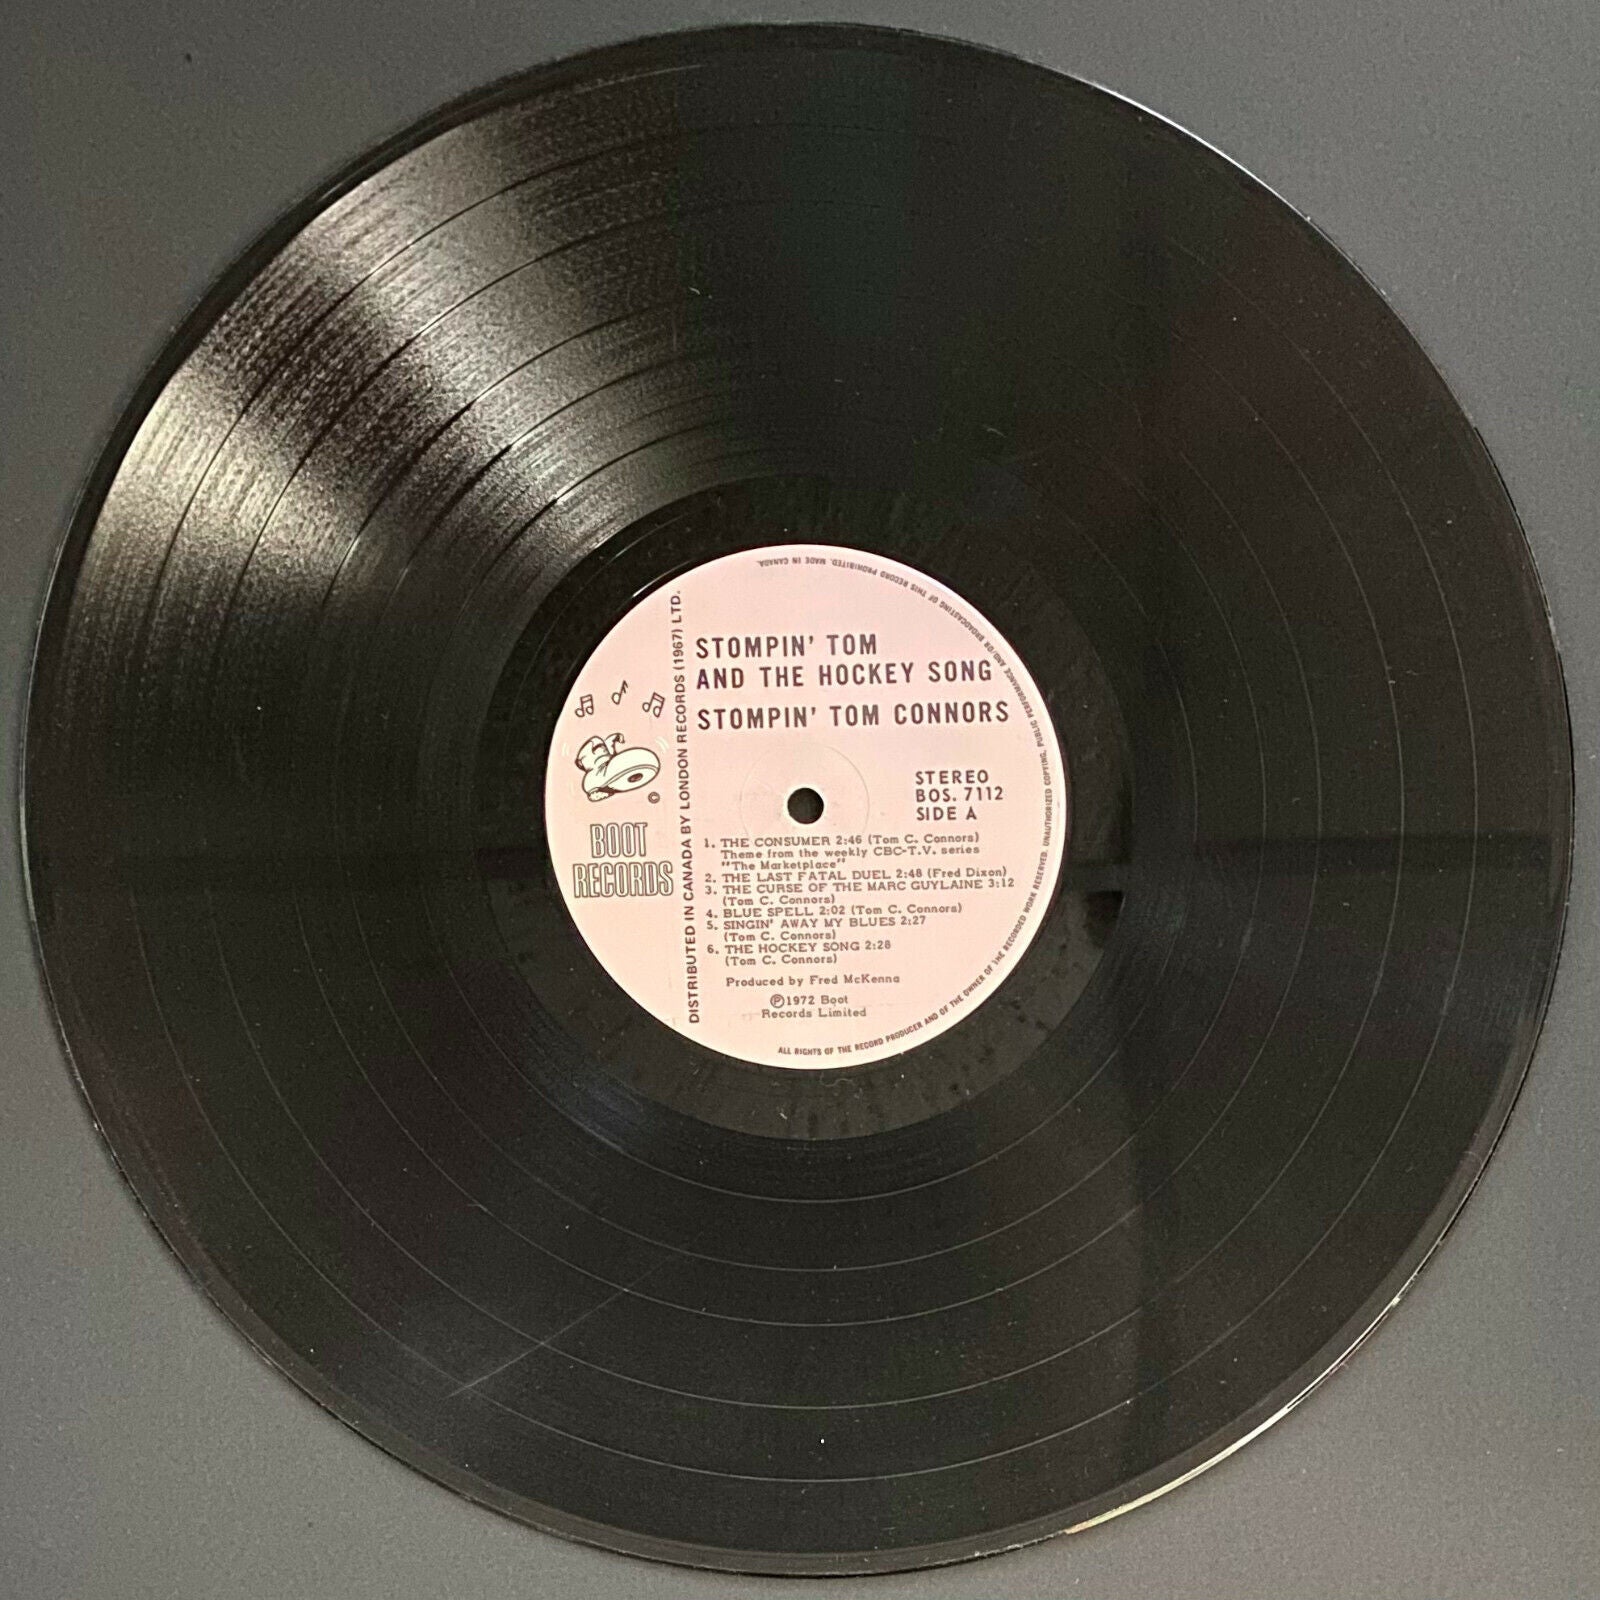 STOMPIN' TOM
AND THE HOCKEY SONG
STOMPIN' TOM CONNORS
STEREO
BOS. 7112
SIDE A
1. THE CONSUMER 2:46 (Tom C. Connors)
Theme from the weekly CBC-T.V. series
"The Marketplace"
2. THE LAST FATAL DUEL 2:48 (Fred Dixon)
3. THE CURSE OF THE MARC GUYLAINE 3:12
(Tom C. Connors)
4. BLUE SPELL 2:02 (Tom C. Connors)
5. SINGIN' AWAY MY BLUES 2:27
(Tom C. Connors)
6. THE HOCKEY SONG 2:28
(Tom C. Connors)
Produced by Fred McKenna
Ⓟ1972 Boot
Records Limited
©
BOOT
RECORDS
DISTRIBUTED IN CANADA BY LONDON RECORDS (1967) LTD.
ALL RIGHTS OF THE RECORD PRODUCER AND OF THE OWNER OF THE RECORDED WORK RESERVED. UNAUTHORIZED COPYING, PUBLIC PERFORMANCE AND/OR BROADCASTING OF THIS RECORD PROHIBITED. MADE IN CANADA.